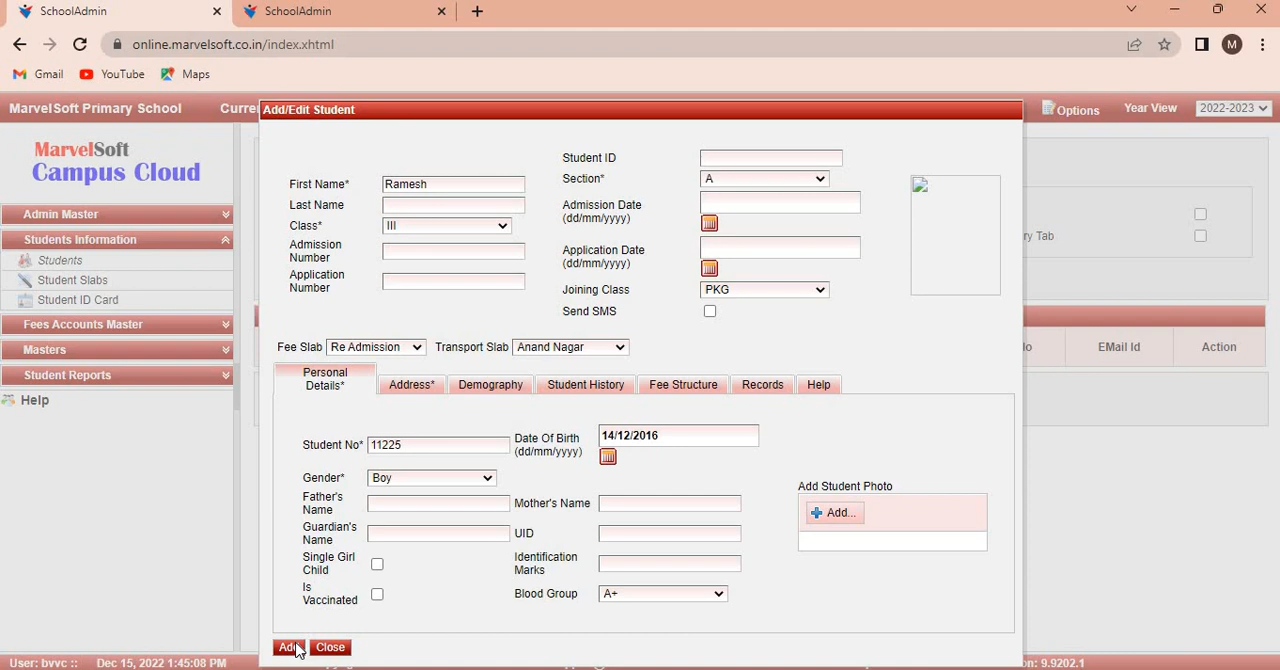 SchoolAdmin
SchoolAdmin
online.marvelsoft.co.in/index.xhtml
M
Gmail
YouTube
Maps
MarvelSoft Primary School
Options
Year View
2022-2023
MarvelSoft
Campus Cloud
Admin Master
Students Information
Students
Student Slabs
Student ID Card
Fees Accounts Master
Masters
Student Reports
Help
Add/Edit Student
First Name*
Ramesh
Last Name
Class*
III
Admission
Number
Application
Number
Student ID
Section*
A
Admission Date
(dd/mm/yyyy)
Application Date
(dd/mm/yyyy)
Joining Class
PKG
Send SMS
Fee Slab
Re Admission
Transport Slab
Anand Nagar
Personal
Details*
Address*
Demography
Student History
Fee Structure
Records
Help
Student No*
11225
Date Of Birth
(dd/mm/yyyy)
14/12/2016
Gender*
Boy
Father's
Name
Mother's Name
Guardian's
Name
UID
Single Girl
Child
Identification
Marks
Is
Vaccinated
Blood Group
A+
Add Student Photo
Add...
Add
Close
Tab
EMail Id
Action
User: bvvc ::
Dec 15, 2022 1:45:08 PM
9.9202.1